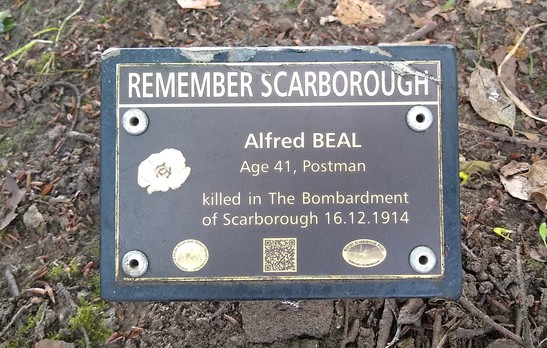 REMEMBER SCARBOROUGH
Alfred BEAL
Age 41, Postman
killed in The Bombardment
of Scarborough 16.12.1914